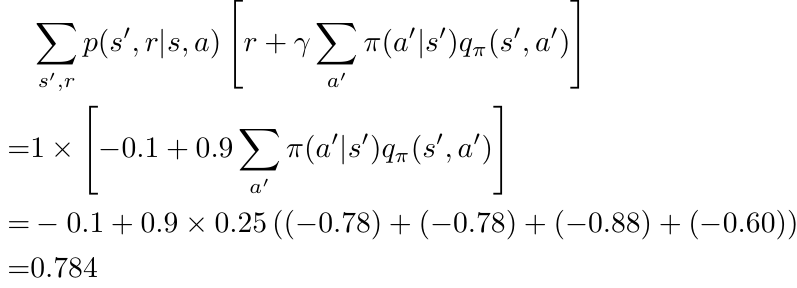 ∑_{s′,r} p(s′, r|s, a) [r + γ ∑_{a′} π(a′|s′)q_π(s′, a′)]
=1 × [−0.1 + 0.9 ∑_{a′} π(a′|s′)q_π(s′, a′)]
= − 0.1 + 0.9 × 0.25 ((−0.78) + (−0.78) + (−0.88) + (−0.60))
=0.784